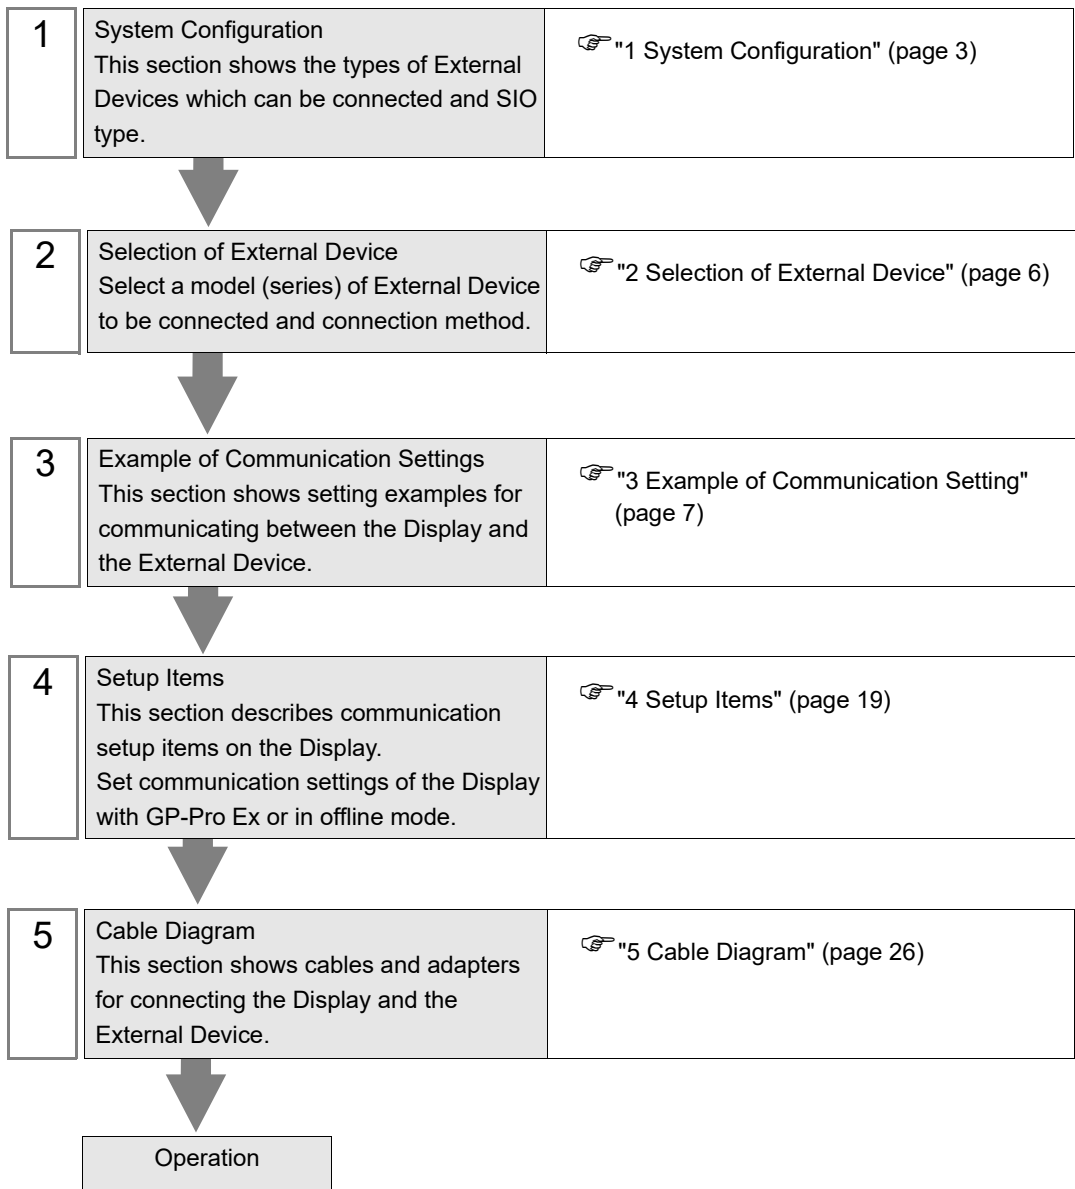 1
System Configuration
This section shows the types of External
Devices which can be connected and SIO
type.
"1 System Configuration" (page 3)
2
Selection of External Device
Select a model (series) of External Device
to be connected and connection method.
"2 Selection of External Device" (page 6)
3
Example of Communication Settings
This section shows setting examples for
communicating between the Display and
the External Device.
"3 Example of Communication Setting"
(page 7)
4
Setup Items
This section describes communication
setup items on the Display.
Set communication settings of the Display
with GP-Pro Ex or in offline mode.
"4 Setup Items" (page 19)
5
Cable Diagram
This section shows cables and adapters
for connecting the Display and the
External Device.
"5 Cable Diagram" (page 26)
Operation